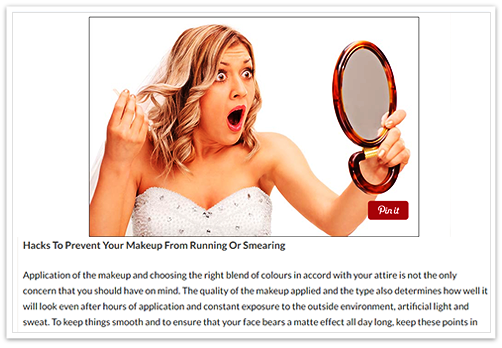 Pin it
Hacks To Prevent Your Makeup From Running Or Smearing
Application of the makeup and choosing the right blend of colours in accord with your attire is not the only
concern that you should have on mind. The quality of the makeup applied and the type also determines how well it
will look even after hours of application and constant exposure to the outside environment, artificial light and
sweat. To keep things smooth and to ensure that your face bears a matte effect all day long, keep these points in